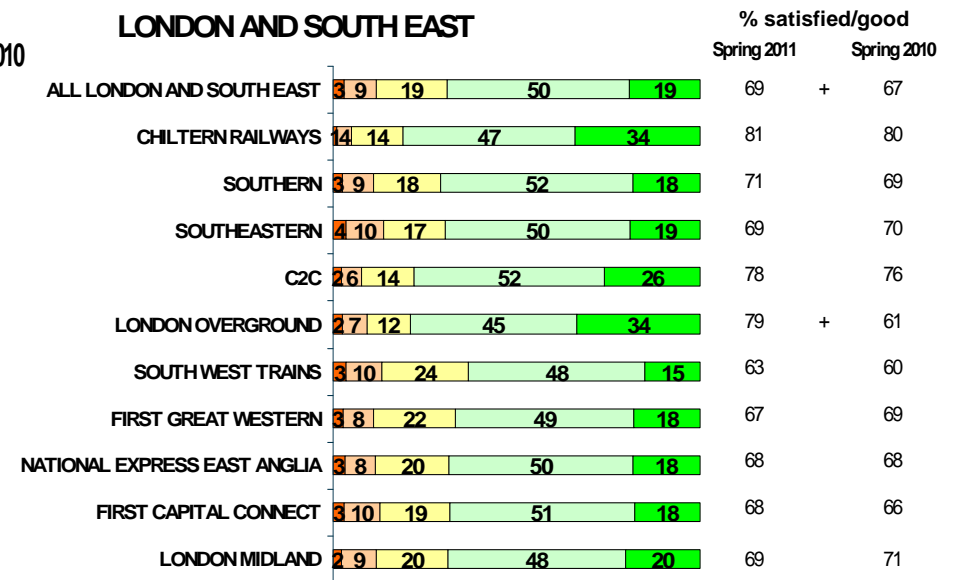 LONDON AND SOUTH EAST
% satisfied/good
010
Spring 2011 Spring 2010
ALL LONDON AND SOUTH EAST 3 9 19 50 19 69 + 67
CHILTERN RAILWAYS 1 4 14 47 34 81 80
SOUTHERN 3 9 18 52 18 71 69
SOUTHEASTERN 4 10 17 50 19 69 70
C2C 2 6 14 52 26 78 76
LONDON OVERGROUND 2 7 12 45 34 79 + 61
SOUTH WEST TRAINS 3 10 24 48 15 63 60
FIRST GREAT WESTERN 3 8 22 49 18 67 69
NATIONAL EXPRESS EAST ANGLIA 3 8 20 50 18 68 68
FIRST CAPITAL CONNECT 3 10 19 51 18 68 66
LONDON MIDLAND 2 9 20 48 20 69 71